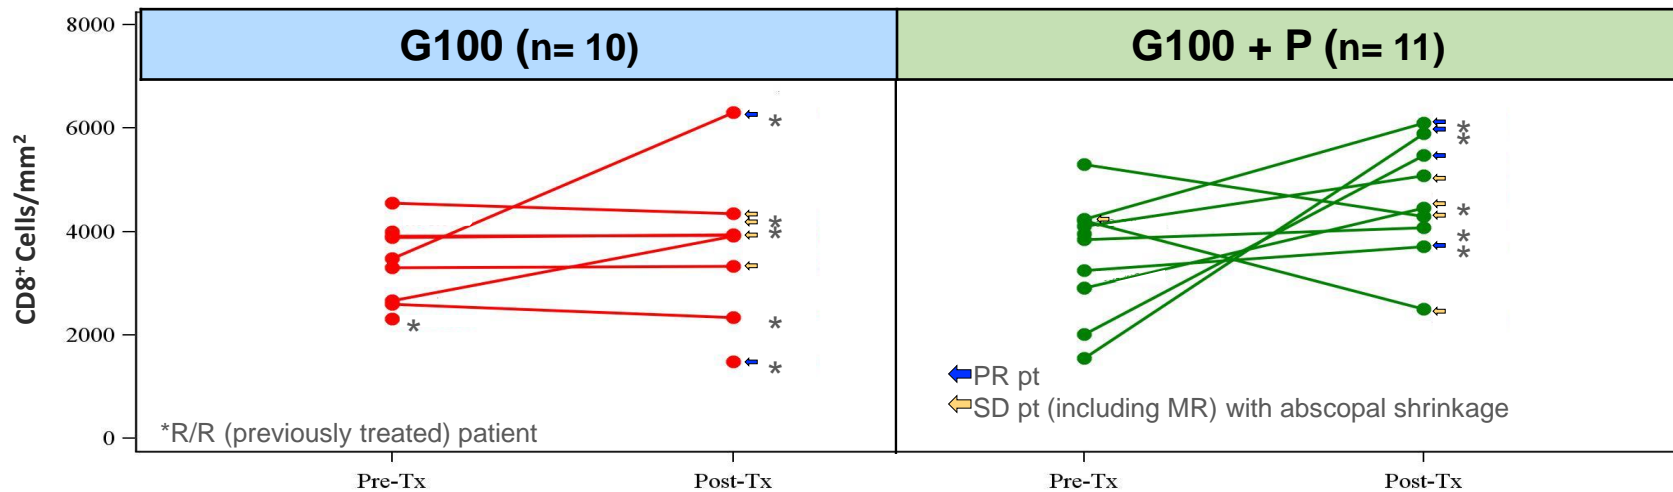 G100 (n= 10)
G100 + P (n= 11)
CD8+ Cells/mm²
8000
6000
4000
2000
0
*
*
*
*
*
*
*
*
*
*
*
PR pt
SD pt (including MR) with abscopal shrinkage
*R/R (previously treated) patient
Pre-Tx
Post-Tx
Pre-Tx
Post-Tx